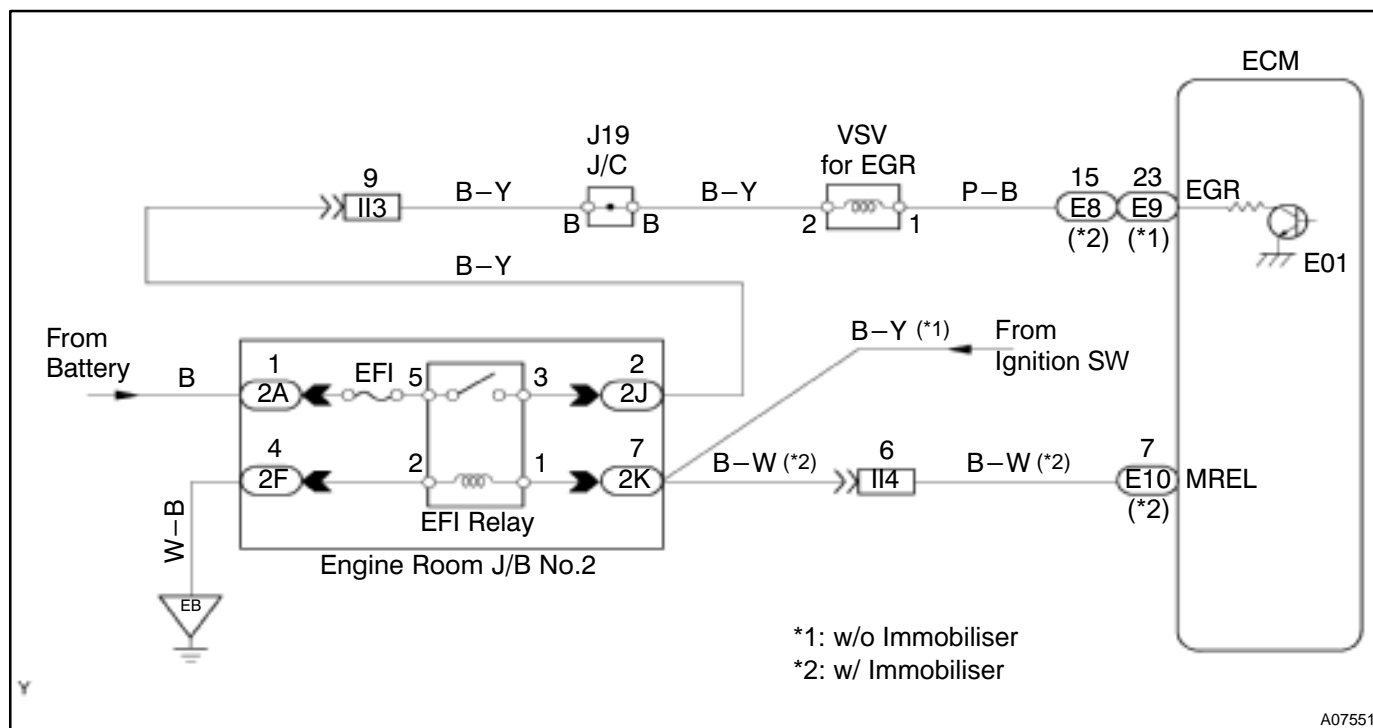 ECM
J19
J/C
VSV
for EGR
9
II3
B–Y
B
B
B–Y
2
1
P–B
15
23
E8
E9
(*2)
(*1)
EGR
E01
B–Y
From
Battery
B
1
2A
EFI
5
3
2
2J
B–Y (*1)
From
Ignition SW
4
2F
2
1
7
2K
B–W (*2)
6
II4
B–W (*2)
7
E10
(*2)
MREL
EFI Relay
W–B
Engine Room J/B No.2
EB
*1: w/o Immobiliser
*2: w/ Immobiliser
Y
A07551